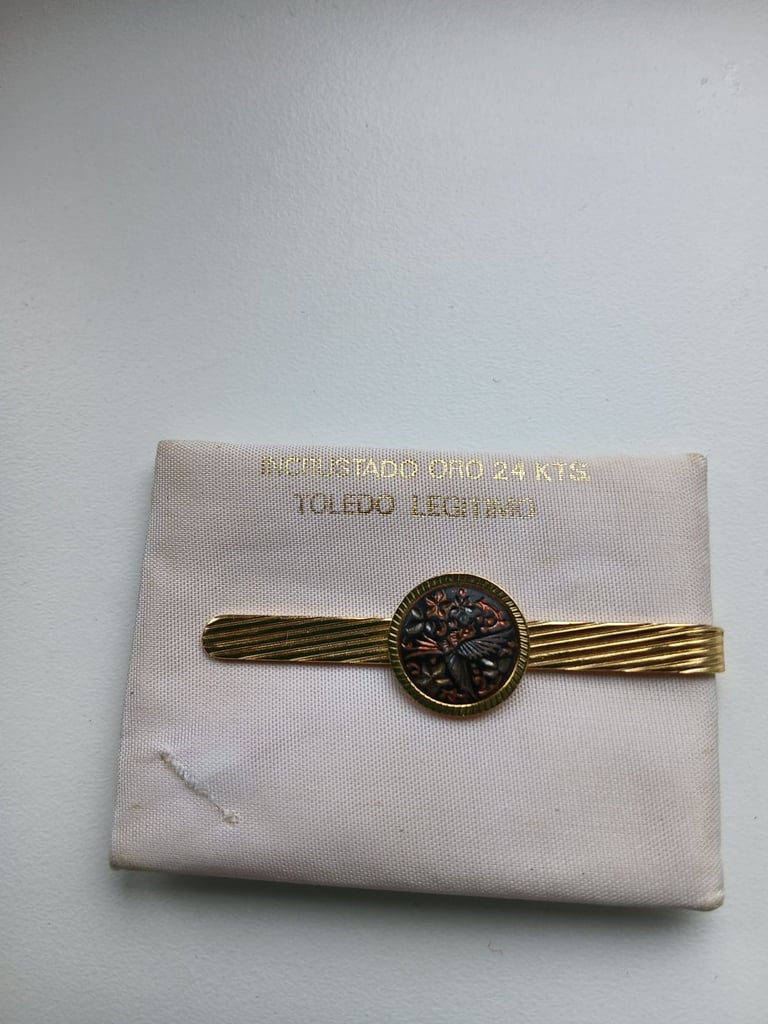 INCRUSTADO ORO 24 KTS.
TOLEDO LEGITIMO